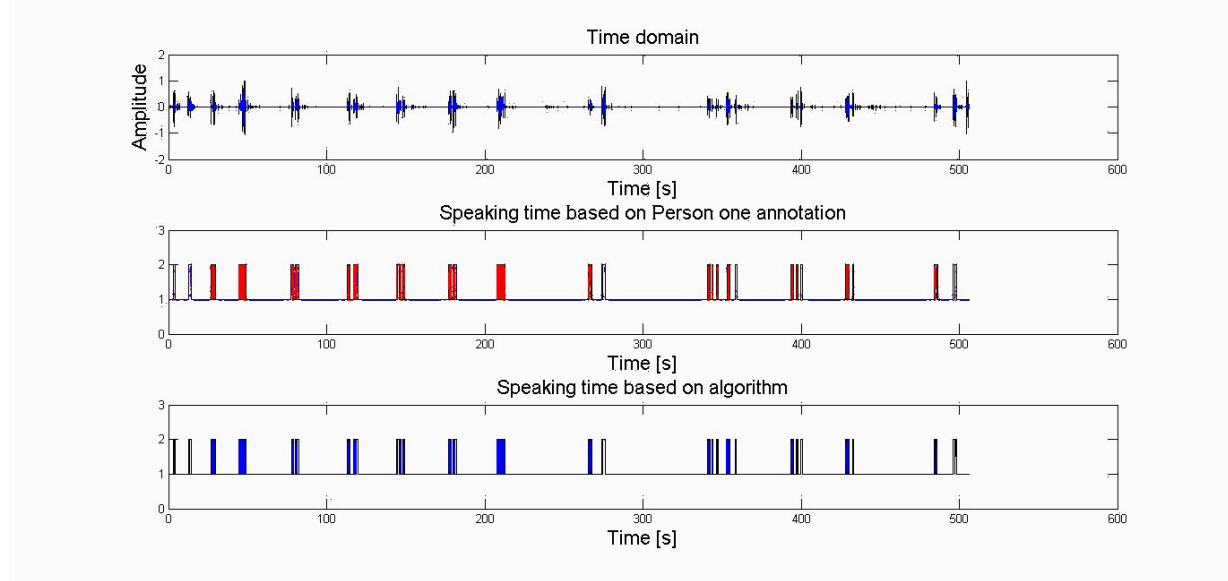 Time domain
Amplitude
2
1
0
-1
-2
0 100 200 300 400 500 600
Time [s]
Speaking time based on Person one annotation
3
2
1
0
0 100 200 300 400 500 600
Time [s]
Speaking time based on algorithm
3
2
1
0
0 100 200 300 400 500 600
Time [s]